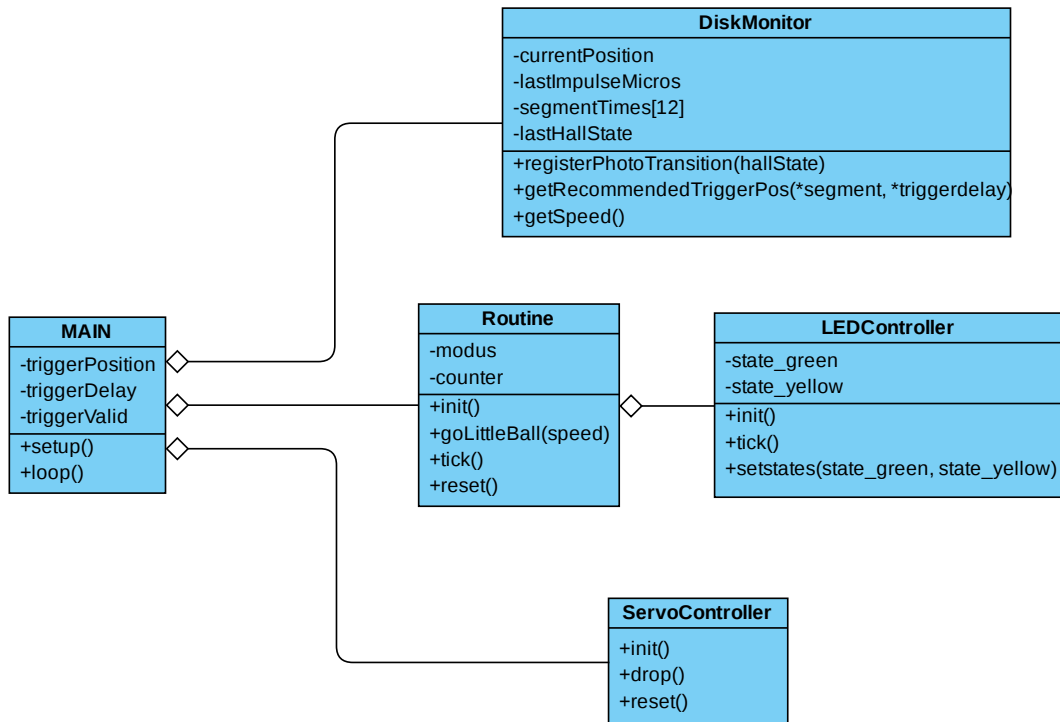 DiskMonitor
-currentPosition
-lastImpulseMicros
-segmentTimes[12]
-lastHallState
+registerPhotoTransition(hallState)
+getRecommendedTriggerPos(*segment, *triggerdelay)
+getSpeed()
MAIN
-triggerPosition
-triggerDelay
-triggerValid
+setup()
+loop()
Routine
-modus
-counter
+init()
+goLittleBall(speed)
+tick()
+reset()
LEDController
-state_green
-state_yellow
+init()
+tick()
+setstates(state_green, state_yellow)
ServoController
+init()
+drop()
+reset()